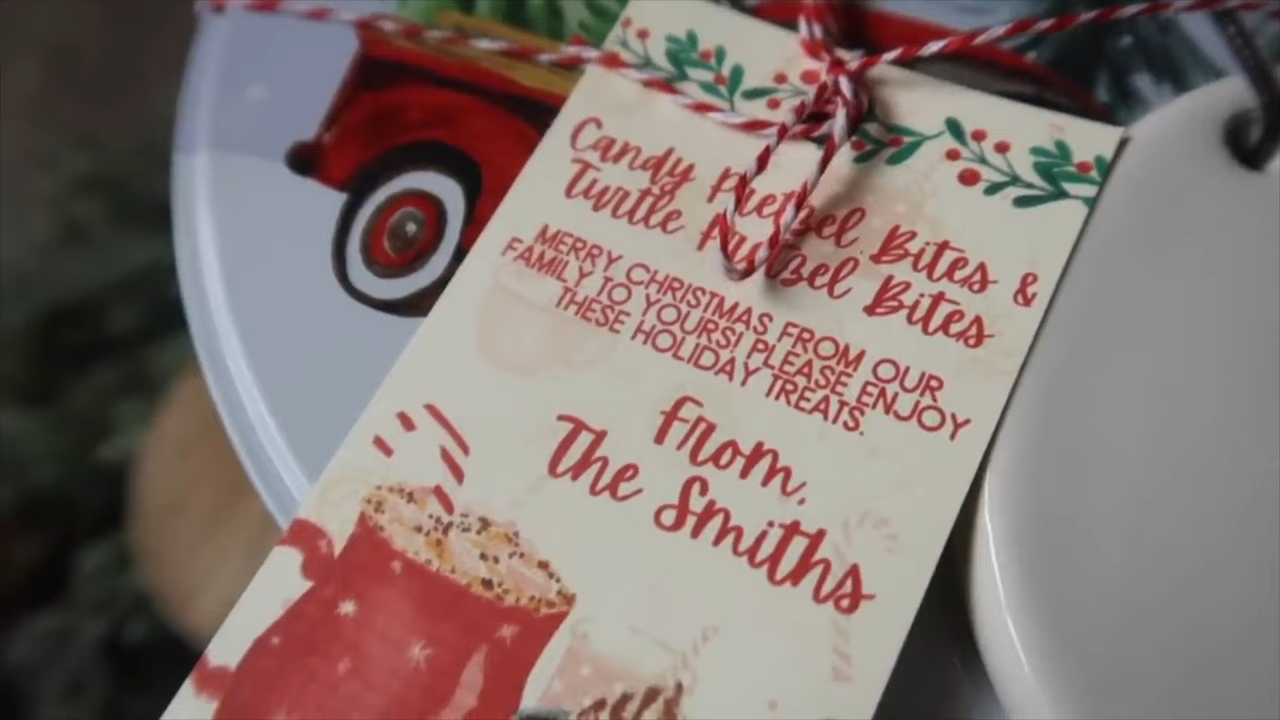 Candy Pretzel Bites &
Turtle Pretzel Bites
MERRY CHRISTMAS FROM OUR
FAMILY TO YOURS! PLEASE ENJOY
THESE HOLIDAY TREATS.
From,
The Smiths